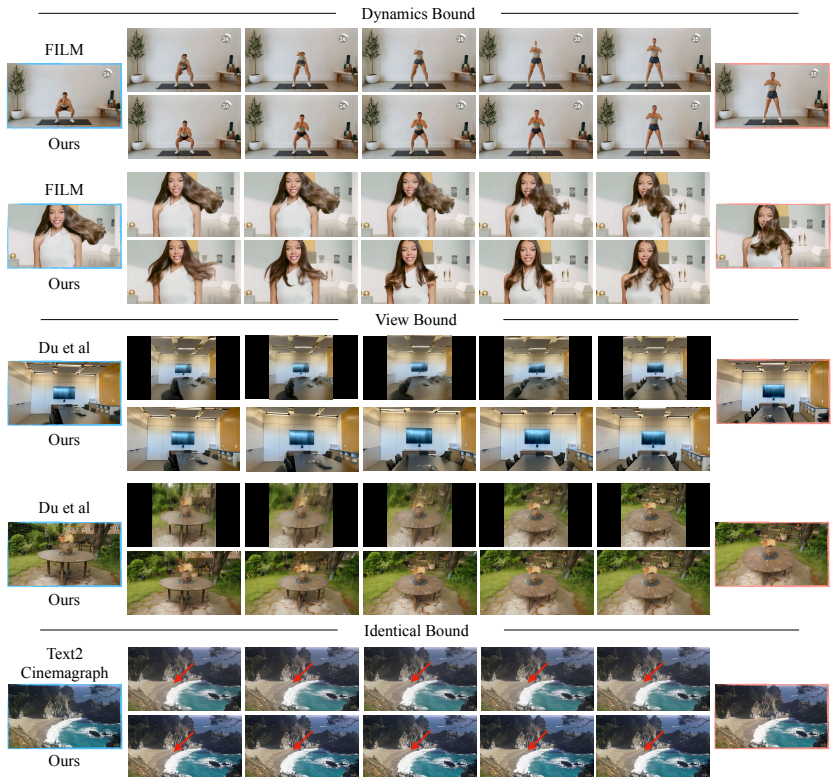 Dynamics Bound
FILM
Ours
FILM
Ours
View Bound
Du et al
Ours
Du et al
Ours
Identical Bound
Text2
Cinemagraph
Ours